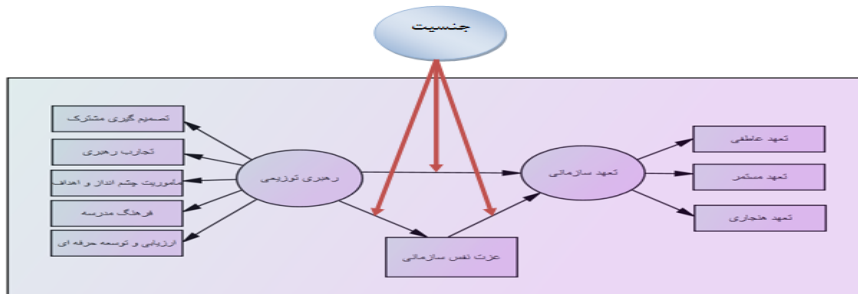 جنسیت
تصمیم گیری مشترک
تجارب رهبری
مأموریت چشم انداز و اهداف
فرهنگ مدرسه
ارزیابی و توسعه حرفه ای
رهبری توزیعی
عزت نفس سازمانی
تعهد سازمانی
تعهد عاطفی
تعهد مستمر
تعهد هنجاری